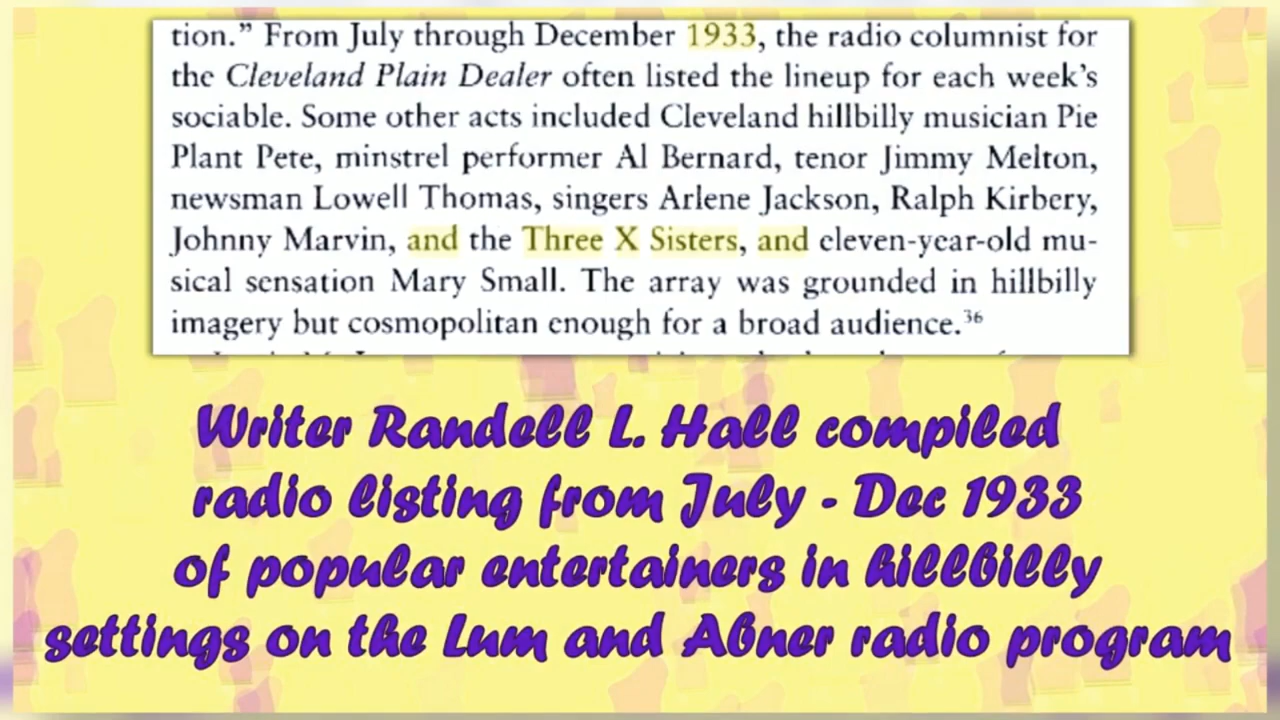 tion.” From July through December 1933, the radio columnist for
the Cleveland Plain Dealer often listed the lineup for each week’s
sociable. Some other acts included Cleveland hillbilly musician Pie
Plant Pete, minstrel performer Al Bernard, tenor Jimmy Melton,
newsman Lowell Thomas, singers Arlene Jackson, Ralph Kirbery,
Johnny Marvin, and the Three X Sisters, and eleven-year-old mu-
sical sensation Mary Small. The array was grounded in hillbilly
imagery but cosmopolitan enough for a broad audience.36
Writer Randell L. Hall compiled
radio listing from July - Dec 1933
of popular entertainers in hillbilly
settings on the Lum and Abner radio program